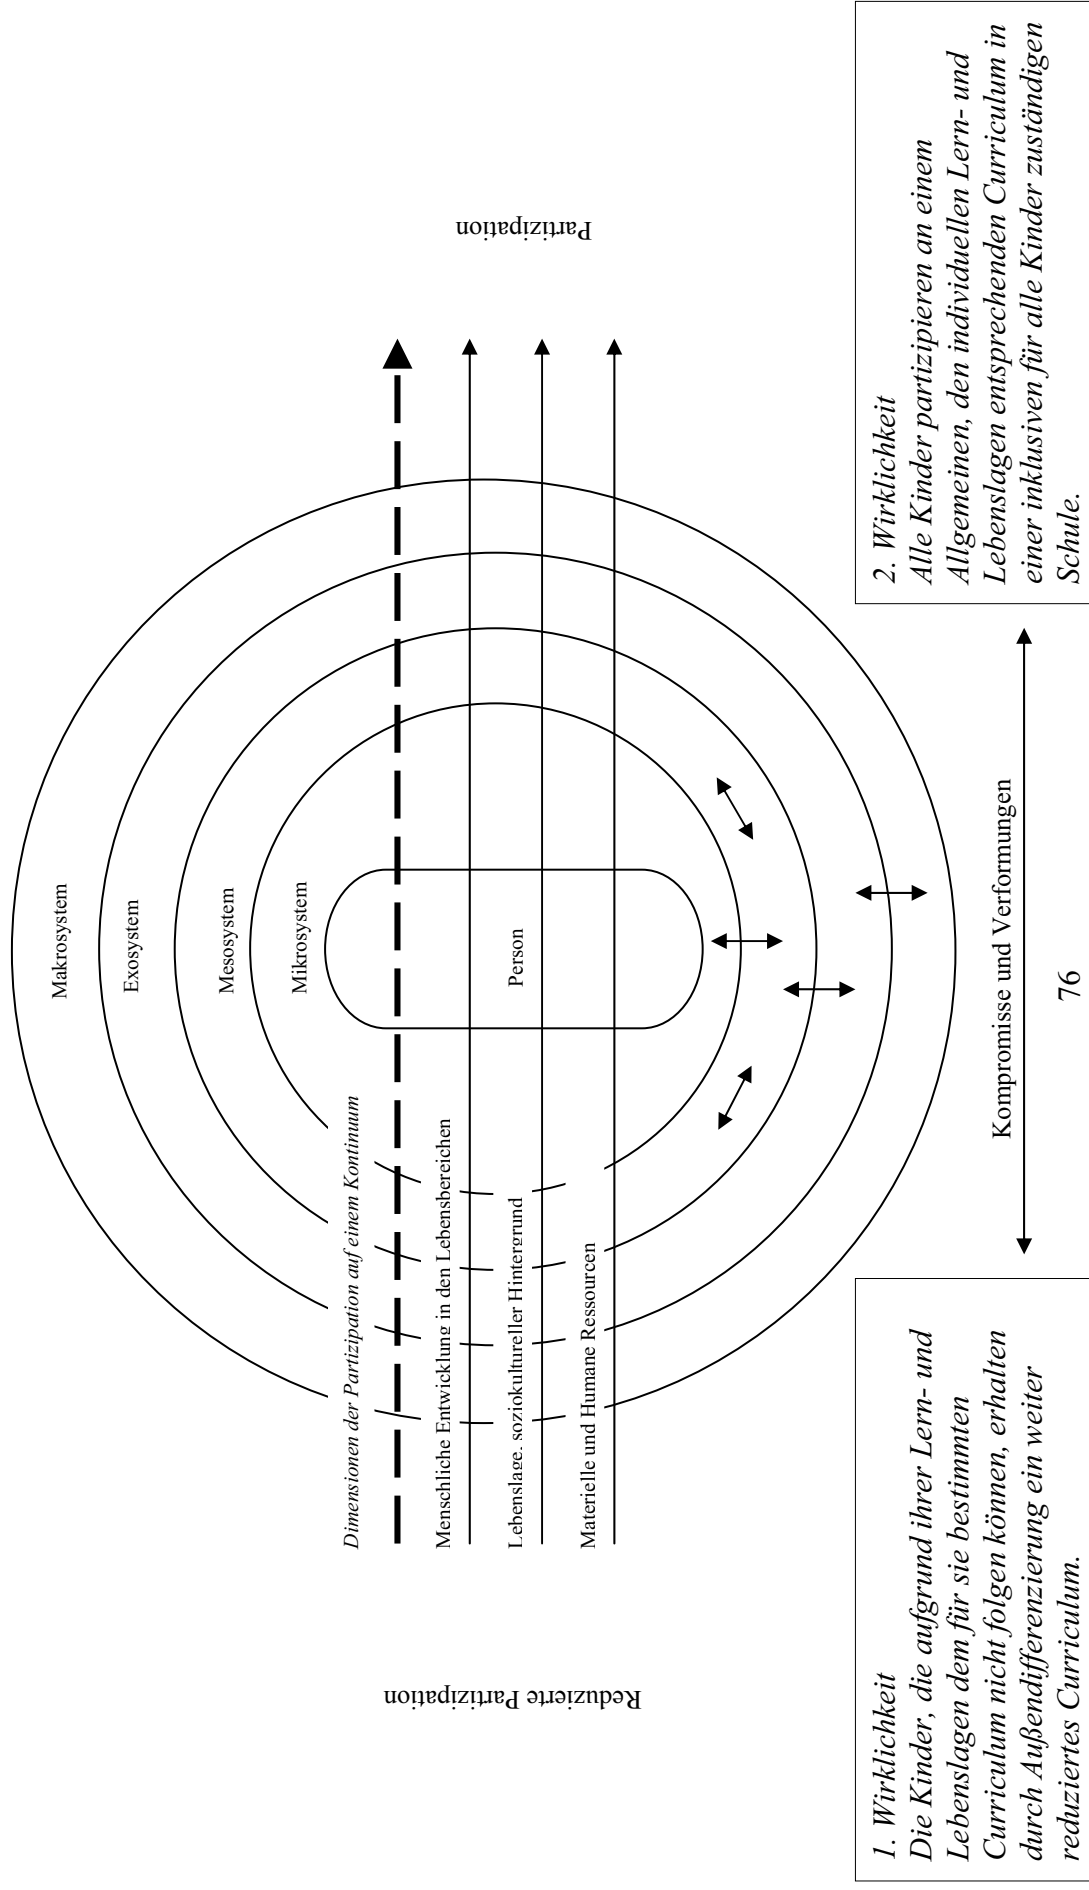 Makrosystem
Exosystem
Mesosystem
Mikrosystem
Person
Dimensionen der Partizipation auf einem Kontinuum
Menschliche Entwicklung in den Lebensbereichen
Lebenslage, soziokultureller Hintergrund
Materielle und Humane Ressourcen
Reduzierte Partizipation
Partizipation
1. Wirklichkeit
Die Kinder, die aufgrund ihrer Lern- und
Lebenslagen dem für sie bestimmten
Curriculum nicht folgen können, erhalten
durch Außendifferenzierung ein weiter
reduziertes Curriculum.
Kompromisse und Verformungen
2. Wirklichkeit
Alle Kinder partizipieren an einem
Allgemeinen, den individuellen Lern- und
Lebenslagen entsprechenden Curriculum in
einer inklusiven für alle Kinder zuständigen
Schule.
76